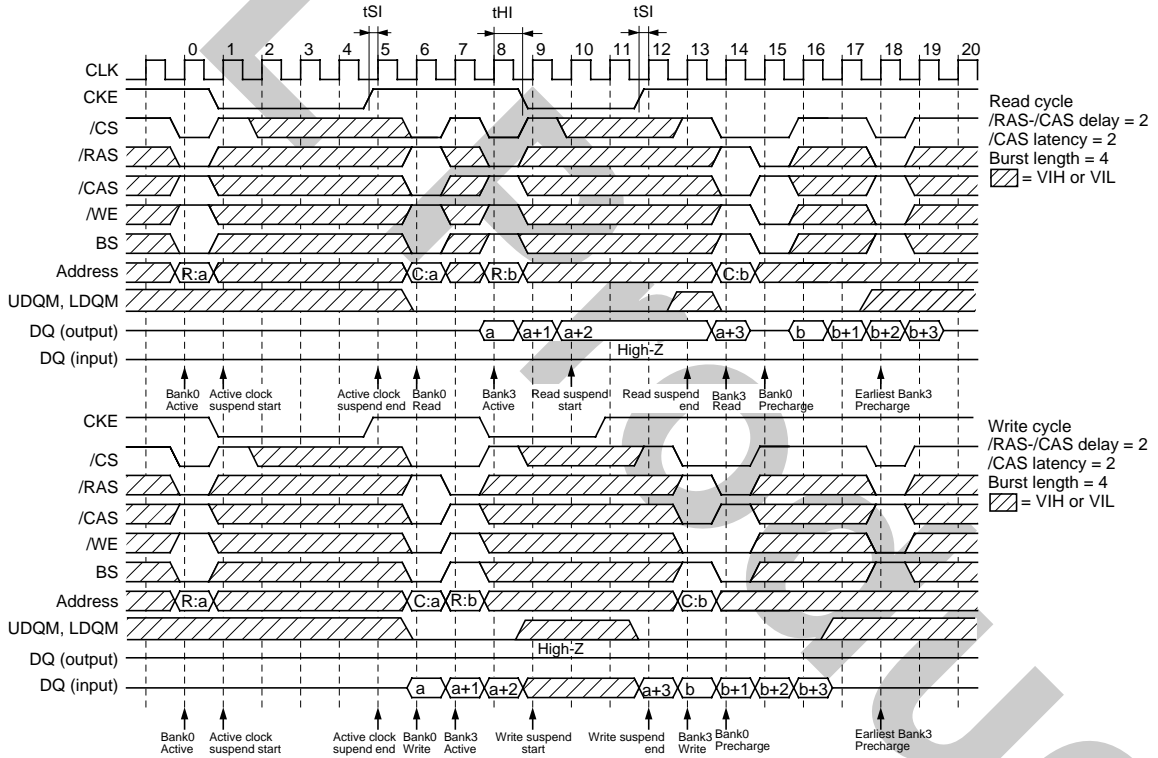 tSI tHI tSI
0 1 2 3 4 5 6 7 8 9 10 11 12 13 14 15 16 17 18 19 20
CLK
CKE
/CS
/RAS
/CAS
/WE
BS
Address R:a C:a R:b C:b
UDQM, LDQM
DQ (output) a a+1 a+2 a+3 b b+1 b+2 b+3
High-Z
DQ (input)
Read cycle
/RAS-/CAS delay = 2
/CAS latency = 2
Burst length = 4
= VIH or VIL
Bank0 Active
Active clock suspend start
Active clock suspend end
Bank0 Read
Bank3 Active
Read suspend start
Read suspend end
Bank3 Read
Bank0 Precharge
Earliest Bank3 Precharge
CKE
/CS
/RAS
/CAS
/WE
BS
Address R:a C:a R:b C:b
UDQM, LDQM
High-Z
DQ (output)
DQ (input) a a+1 a+2 a+3 b b+1 b+2 b+3
Write cycle
/RAS-/CAS delay = 2
/CAS latency = 2
Burst length = 4
= VIH or VIL
Bank0 Active
Active clock suspend start
Active clock supend end
Bank0 Write
Bank3 Active
Write suspend start
Write suspend end
Bank3 Write
Bank0 Precharge
Earliest Bank3 Precharge